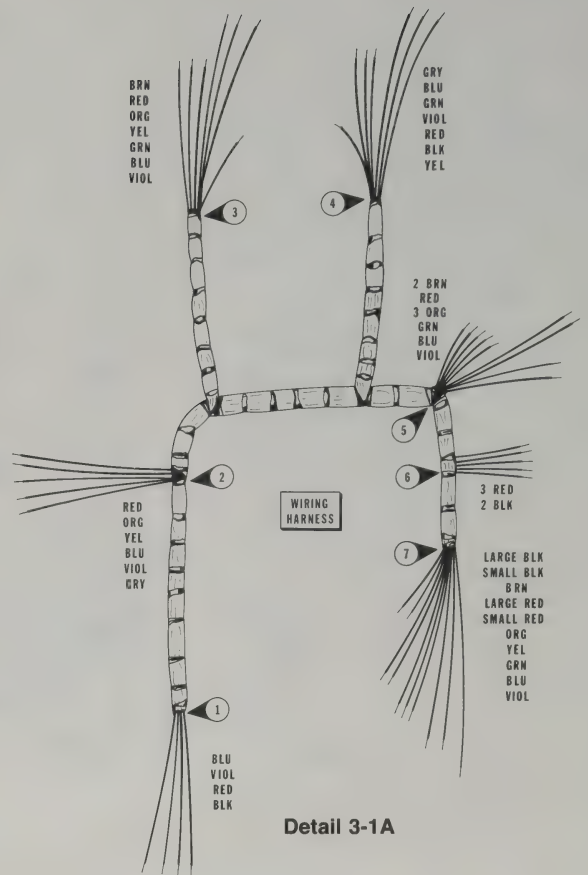 BRN
RED
ORG
YEL
GRN
BLU
VIOL
3
GRY
BLU
GRN
VIOL
RED
BLK
YEL
4
2 BRN
RED
3 ORG
GRN
BLU
VIOL
5
2
RED
ORG
YEL
BLU
VIOL
GRY
WIRING
HARNESS
6
3 RED
2 BLK
7
LARGE BLK
SMALL BLK
BRN
LARGE RED
SMALL RED
ORG
YEL
GRN
BLU
VIOL
1
BLU
VIOL
RED
BLK
Detail 3-1A